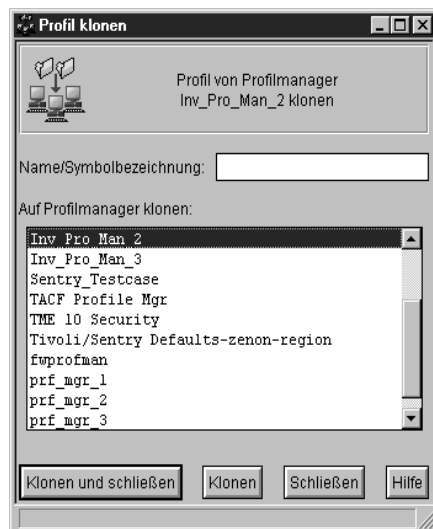 Profil klonen
Profil von Profilmanager
Inv_Pro_Man_2 klonen
Name/Symbolbezeichnung:
Auf Profilmanager klonen:
Inv_Pro_Man_2
Inv_Pro_Man_3
Sentry_Testcase
TACF Profile Mgr
TME 10 Security
Tivoli/Sentry Defaults-zenon-region
fwprofman
prf_mgr_1
prf_mgr_2
prf_mgr_3
Klonen und schließen
Klonen
Schließen
Hilfe